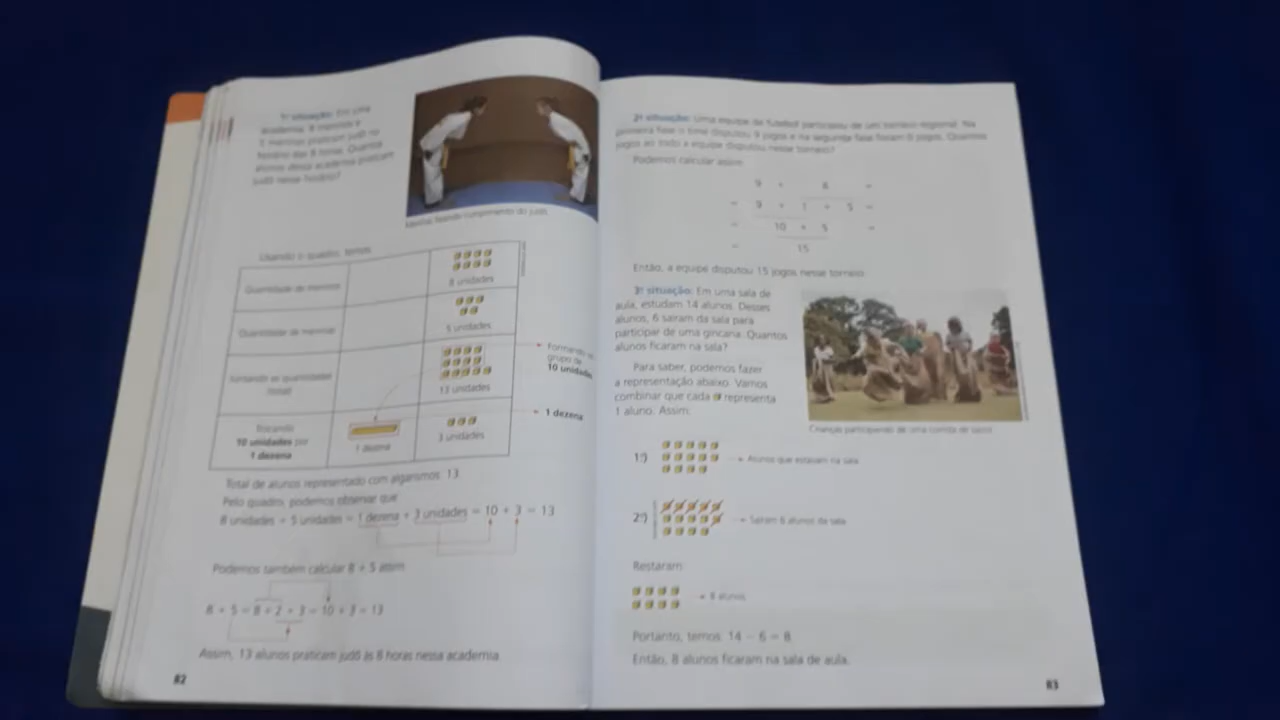 1ª situação: Em uma
academia, 8 meninos e
5 meninas praticam judô no
horário das 8 horas. Quantos
alunos dessa academia praticam
judô nesse horário?
Meninas fazendo cumprimento do judô.
Usando o quadro, temos:
Quantidade de meninos
8 unidades
Quantidade de meninas
5 unidades
Juntando as quantidades
13 unidades
Formando
grupo de
10 unidades
Trocando
10 unidades por
1 dezena
1 dezena
3 unidades
1 dezena
Total de alunos representado com algarismos: 13
Pelo quadro, podemos observar que:
8 unidades + 5 unidades = 1 dezena + 3 unidades = 10 + 3 = 13
Podemos também calcular 8 + 5 assim:
8 + 5 = 8 + 2 + 3 = 10 + 3 = 13
Assim, 13 alunos praticam judô às 8 horas nessa academia.
82
2ª situação: Uma equipe de futebol participou de um torneio regional. Na
primeira fase o time disputou 9 jogos e na segunda fase foram 6 jogos. Quantos
jogos ao todo a equipe disputou nesse torneio?
Podemos calcular assim:
9 + 6 =
= 9 + 1 + 5 =
= 10 + 5 =
= 15
Então, a equipe disputou 15 jogos nesse torneio.
3ª situação: Em uma sala de
aula, estudam 14 alunos. Desses
alunos, 6 saíram da sala para
participar de uma gincana. Quantos
alunos ficaram na sala?
Para saber, podemos fazer
a representação abaixo. Vamos
combinar que cada representa
1 aluno. Assim:
Crianças participando de uma corrida de saco.
1º) Alunos que estavam na sala
2º) Saíram 6 alunos da sala
Restaram:
8 alunos
Portanto, temos: 14 - 6 = 8
Então, 8 alunos ficaram na sala de aula.
83